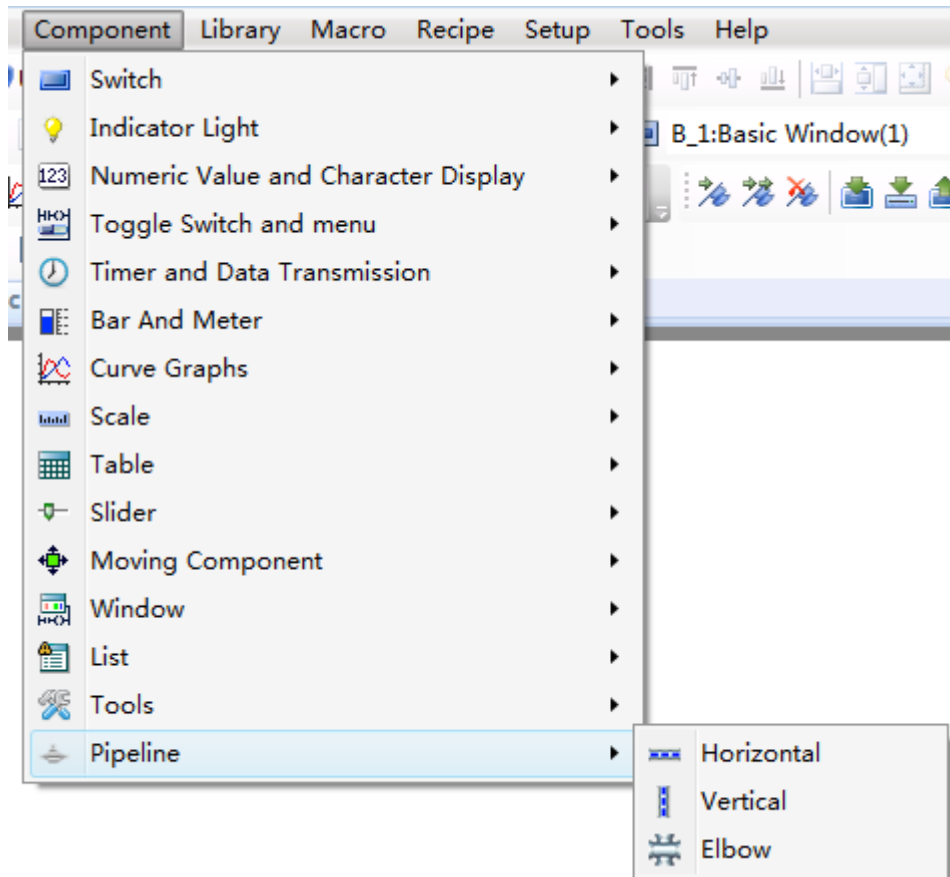 Component Library Macro Recipe Setup Tools Help
Switch
Indicator Light
B_1:Basic Window(1)
123 Numeric Value and Character Display
Toggle Switch and menu
Timer and Data Transmission
Bar And Meter
Curve Graphs
Scale
Table
Slider
Moving Component
Window
List
Tools
Pipeline
Horizontal
Vertical
Elbow